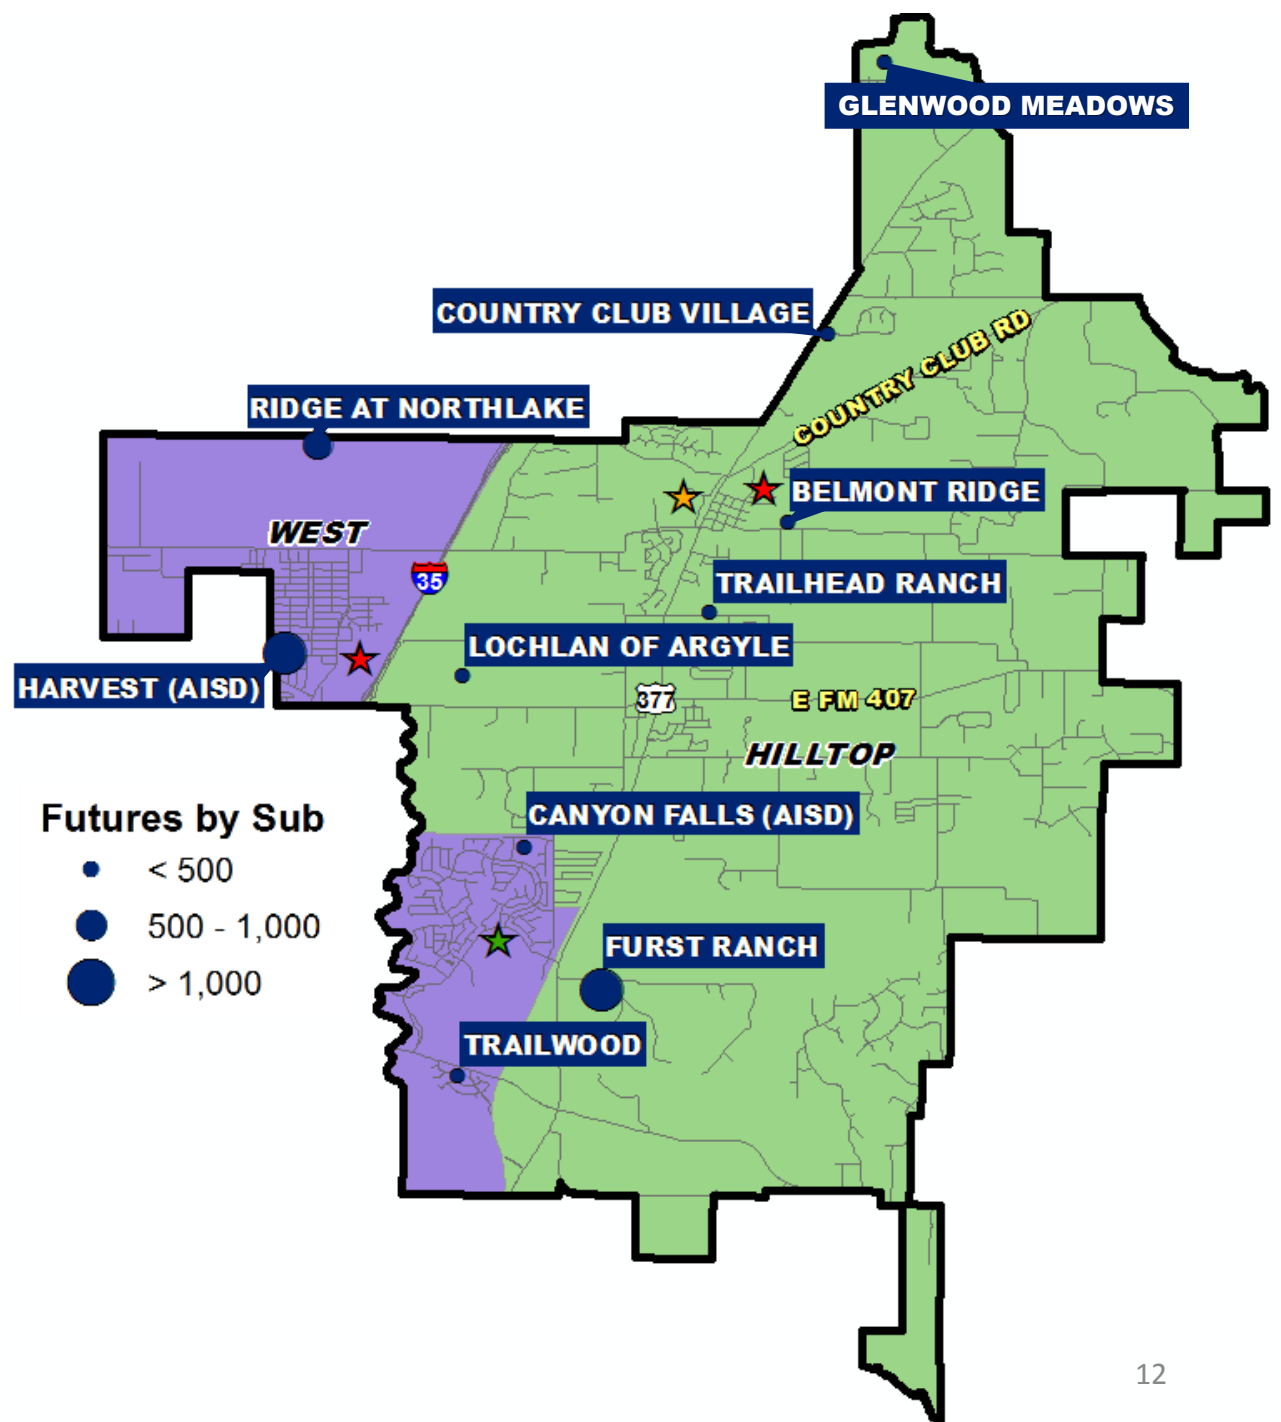 GLENWOOD MEADOWS
COUNTRY CLUB VILLAGE
COUNTRY CLUB RD
RIDGE AT NORTHLAKE
BELMONT RIDGE
WEST
35
TRAILHEAD RANCH
LOCHLAN OF ARGYLE
HARVEST (AISD)
377
E FM 407
HILLTOP
Futures by Sub
< 500
500 - 1,000
> 1,000
CANYON FALLS (AISD)
FURST RANCH
TRAILWOOD
12